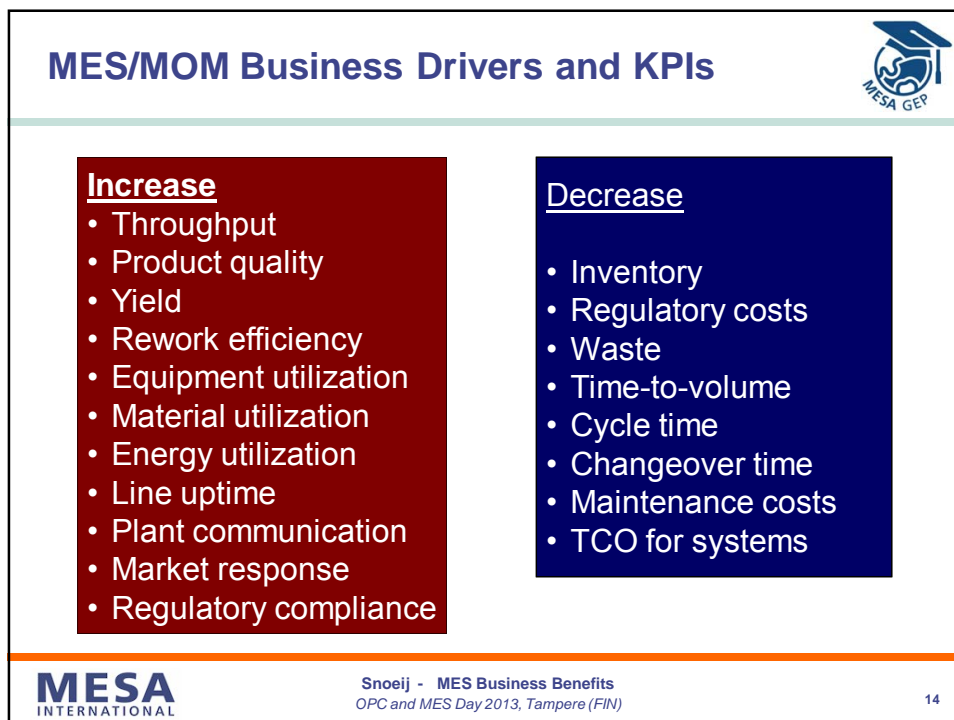 MES/MOM Business Drivers and KPIs
MESA GEP
Increase
• Throughput
• Product quality
• Yield
• Rework efficiency
• Equipment utilization
• Material utilization
• Energy utilization
• Line uptime
• Plant communication
• Market response
• Regulatory compliance
Decrease
• Inventory
• Regulatory costs
• Waste
• Time-to-volume
• Cycle time
• Changeover time
• Maintenance costs
• TCO for systems
MESA
INTERNATIONAL
Snoeij - MES Business Benefits
OPC and MES Day 2013, Tampere (FIN)
14